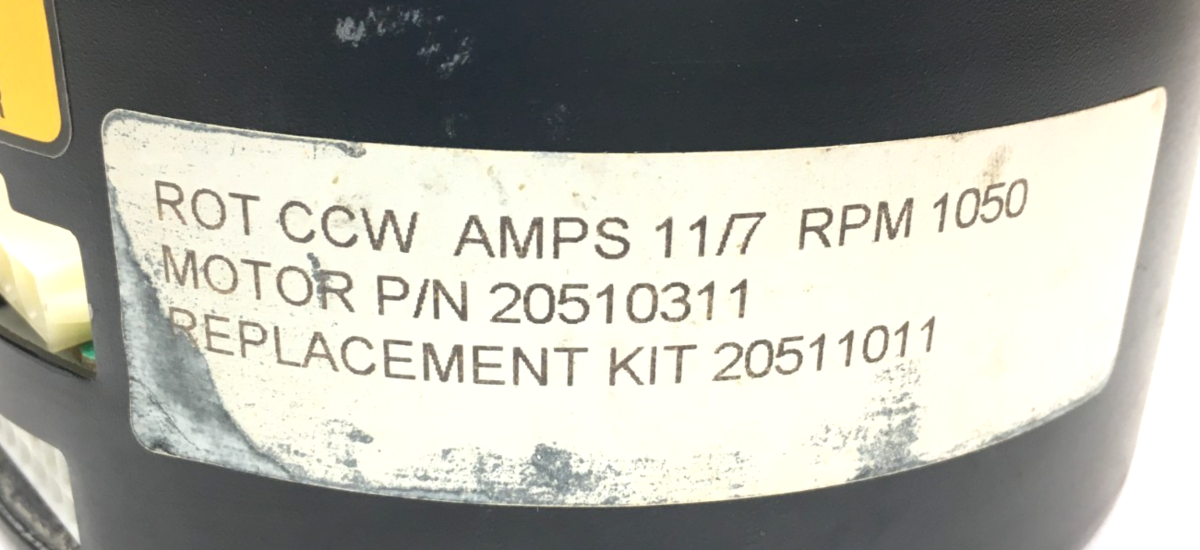 ROT CCW AMPS 11/7 RPM 1050
MOTOR P/N 20510311
REPLACEMENT KIT 20511011